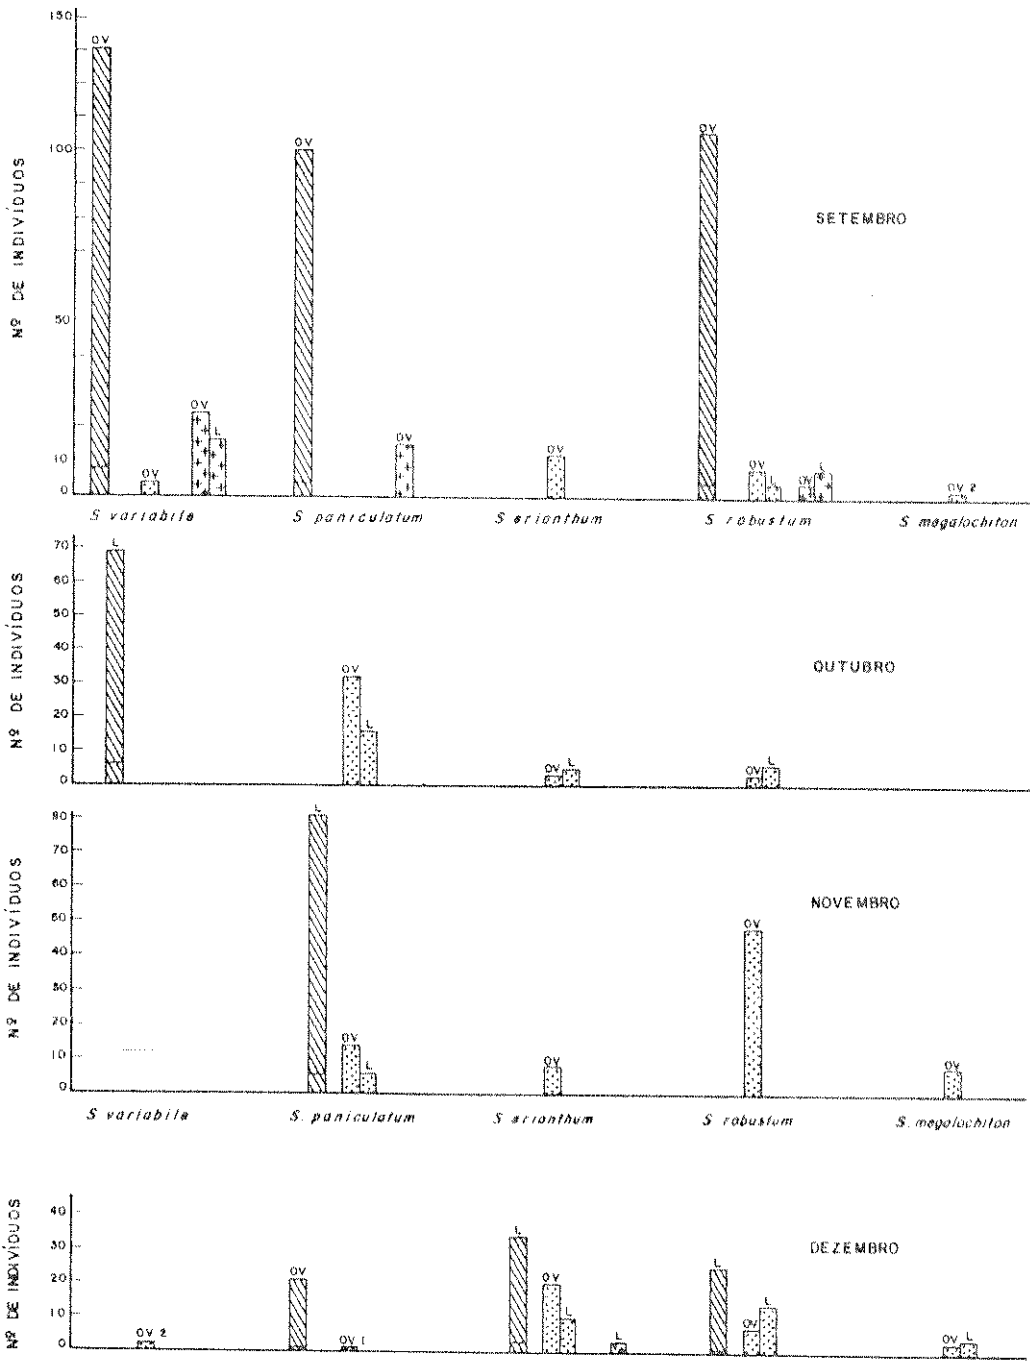 Nº DE INDIVÍDUOS
150
100
50
10
0
OV
OV
OV
L
OV
OV
OV
OV
OV
L
OV
L
OV 2
SETEMBRO
S variabile
S paniculatum
S erianthum
S robustum
S. megalochiton
Nº DE INDIVÍDUOS
70
60
50
40
30
20
10
0
L
OV
L
OV
L
OV
L
OUTUBRO
Nº DE INDIVÍDUOS
80
70
60
50
40
30
20
10
0
L
OV
L
OV
OV
OV
NOVEMBRO
S variabile
S. paniculatum
S erianthum
S robustum
S. megalochiton
Nº DE INDIVÍDUOS
40
30
20
10
0
OV 2
OV
OV 1
L
OV
L
L
L
OV
L
OV
L
DEZEMBRO